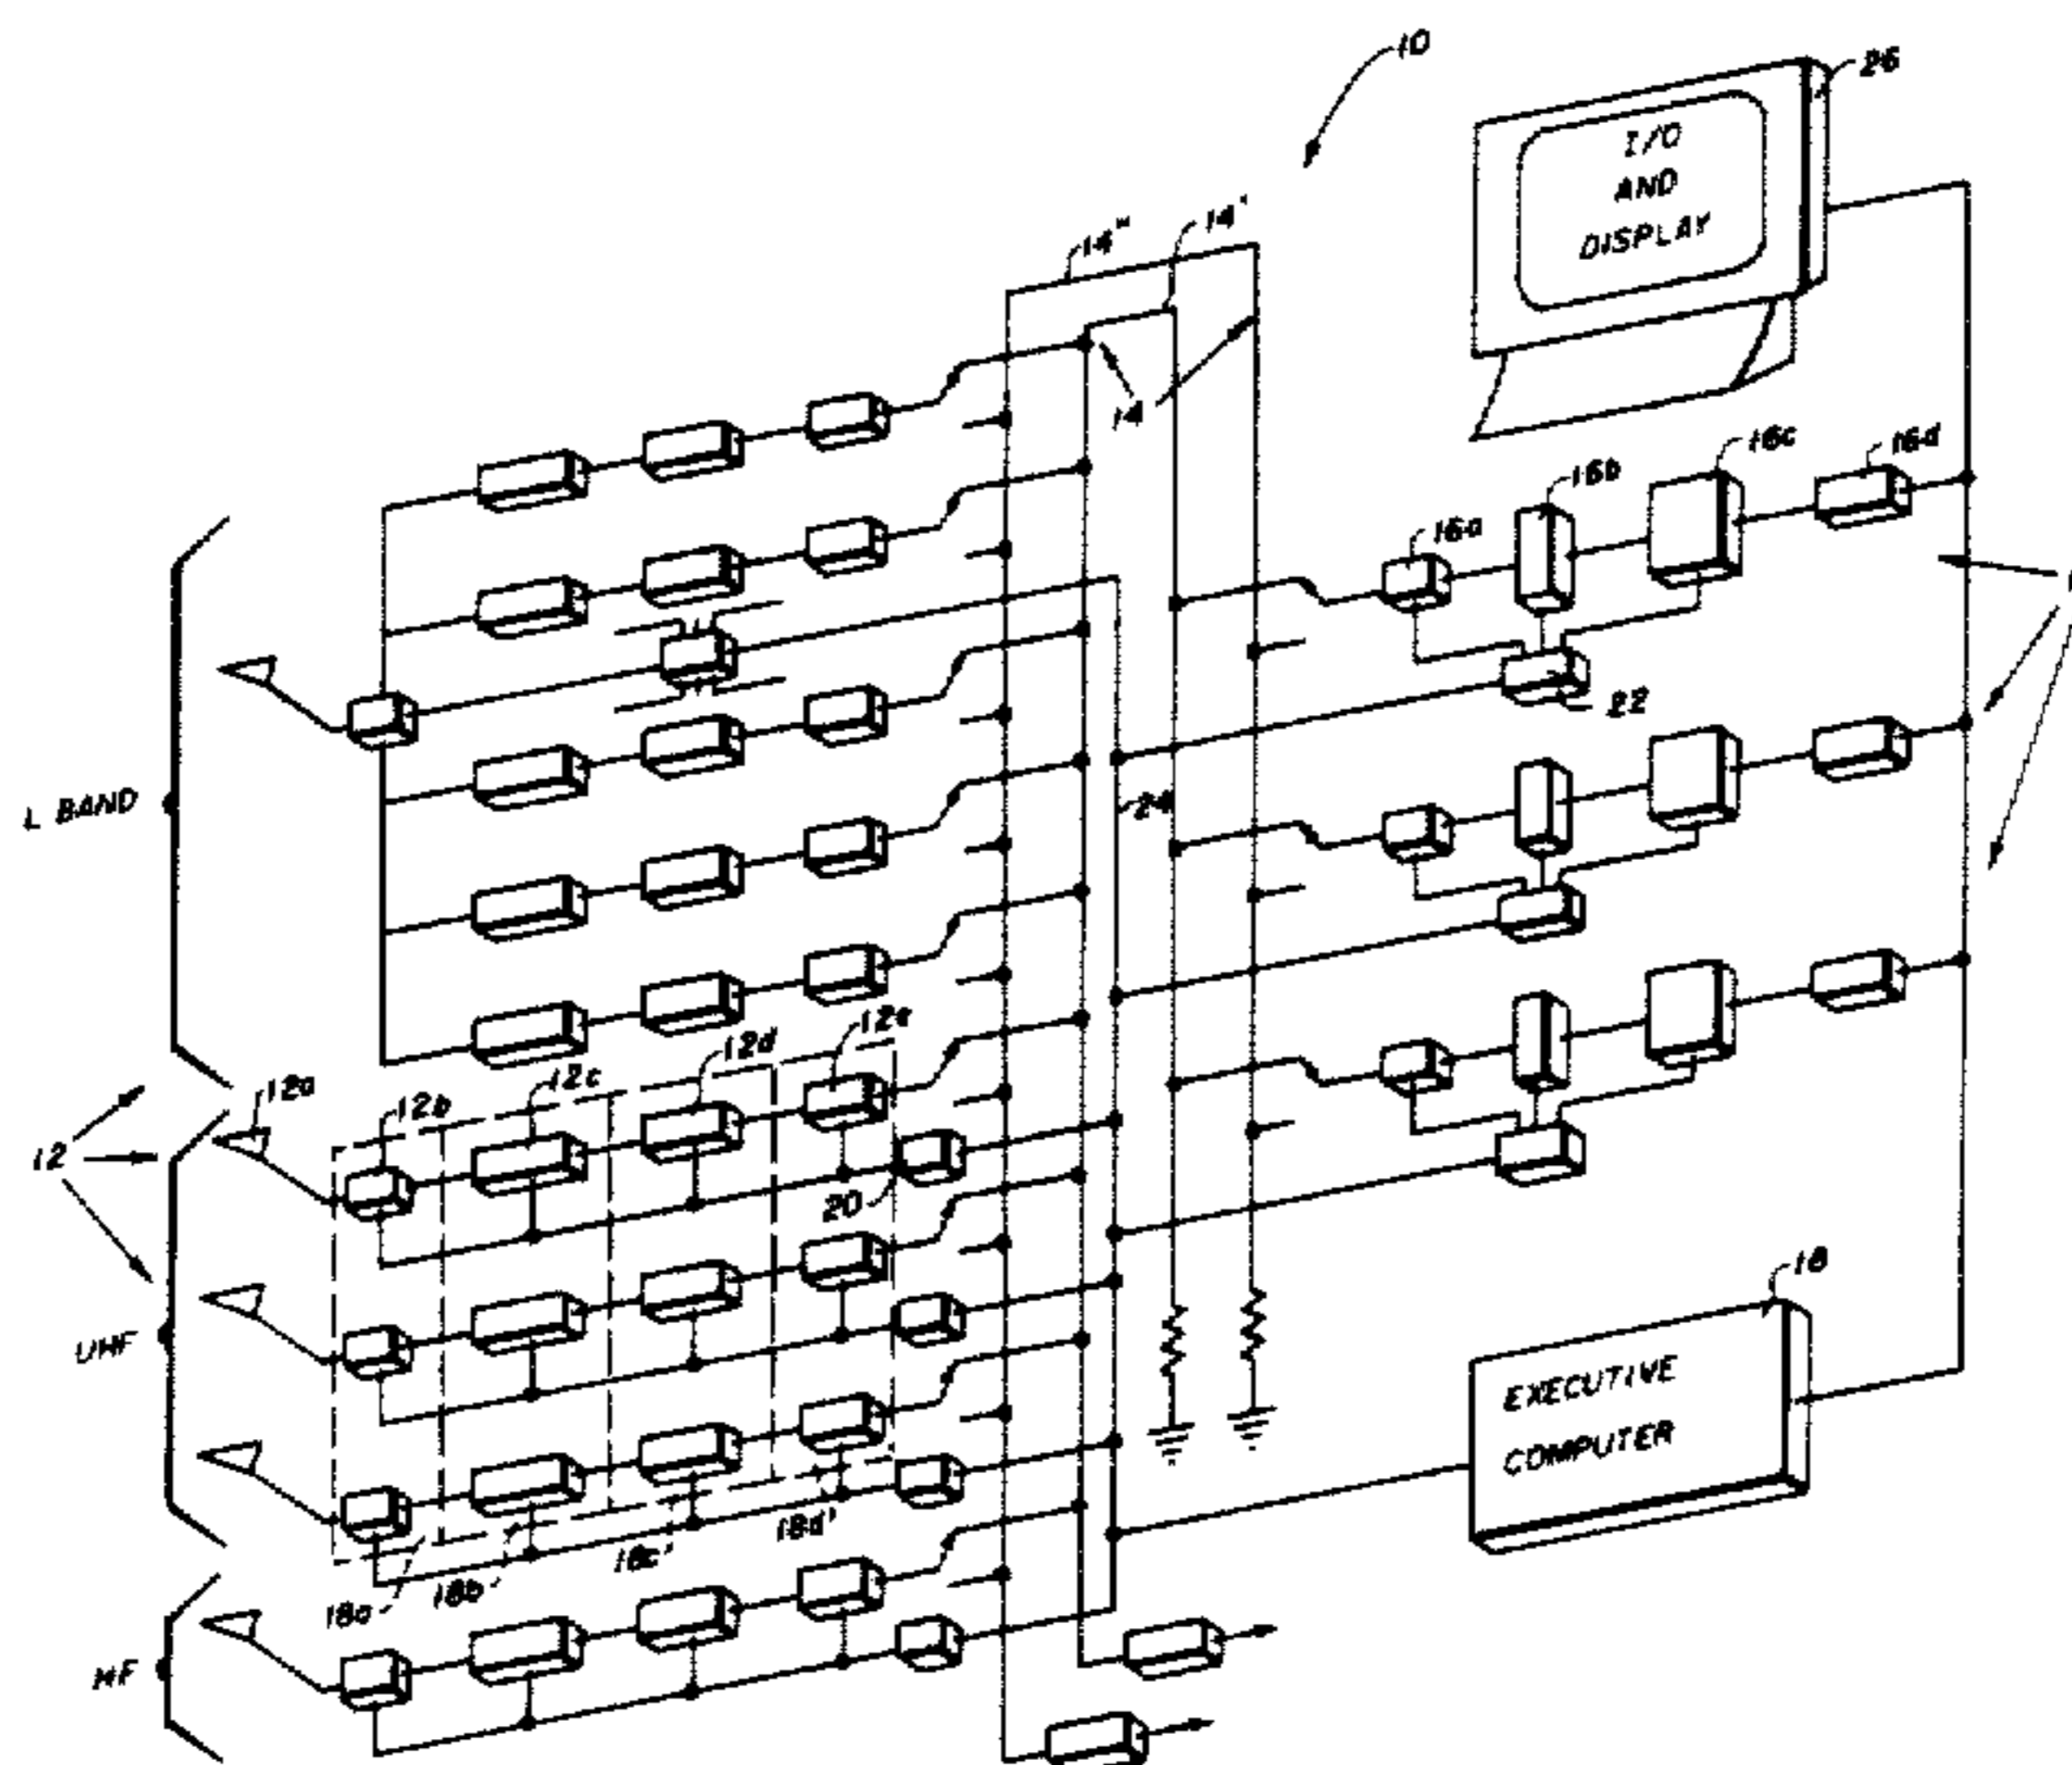 10
26
I/O
AND
DISPLAY
14"
14'
14
16a
16b
16c
16d
22
24
L BAND
12
12a
12b
12c
12d
12e
20
UHF
18a'
18b'
18c'
18d'
HF
18
EXECUTIVE
COMPUTER